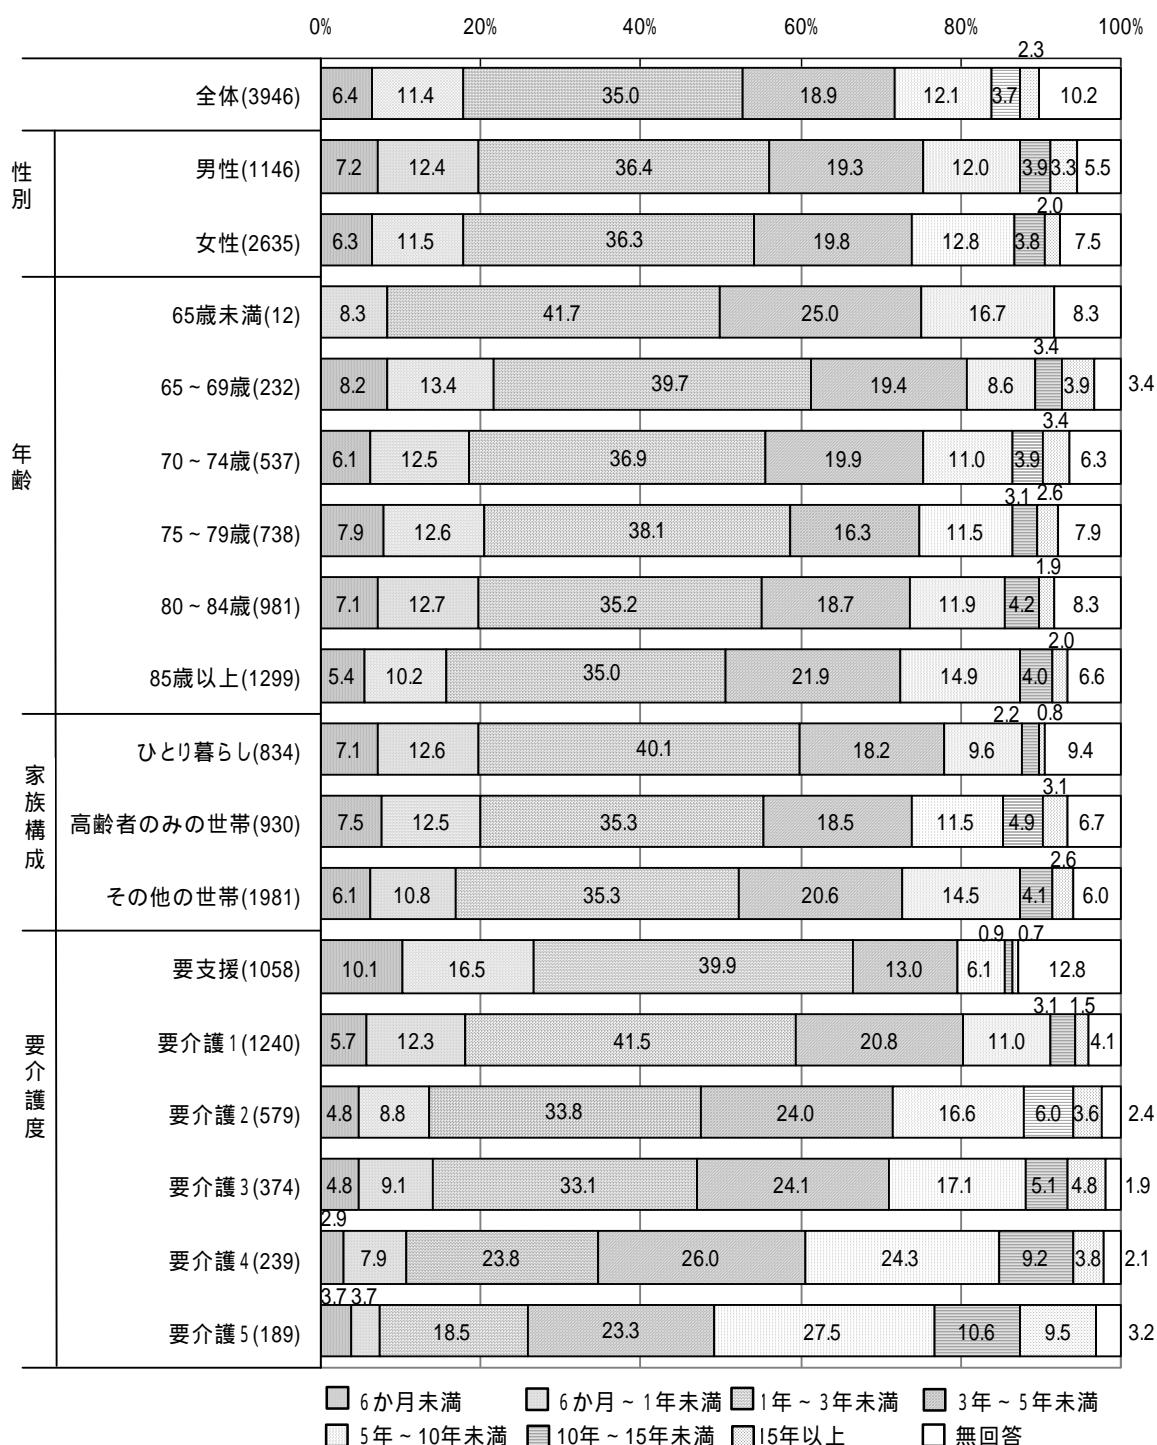 0% 20% 40% 60% 80% 100%
2.3
全体(3946) 6.4 11.4 35.0 18.9 12.1 3.7 10.2
性別
男性(1146) 7.2 12.4 36.4 19.3 12.0 3.9 3.3 5.5
2.0
女性(2635) 6.3 11.5 36.3 19.8 12.8 3.8 7.5
年齢
65歳未満(12) 8.3 41.7 25.0 16.7 8.3
3.4
65～69歳(232) 8.2 13.4 39.7 19.4 8.6 3.9 3.4
3.4
70～74歳(537) 6.1 12.5 36.9 19.9 11.0 3.9 6.3
3.1 2.6
75～79歳(738) 7.9 12.6 38.1 16.3 11.5 7.9
1.9
80～84歳(981) 7.1 12.7 35.2 18.7 11.9 4.2 8.3
2.0
85歳以上(1299) 5.4 10.2 35.0 21.9 14.9 4.0 6.6
家族構成
2.2 0.8
ひとり暮らし(834) 7.1 12.6 40.1 18.2 9.6 9.4
3.1
高齢者のみの世帯(930) 7.5 12.5 35.3 18.5 11.5 4.9 6.7
2.6
その他の世帯(1981) 6.1 10.8 35.3 20.6 14.5 4.1 6.0
要介護度
0.9 0.7
要支援(1058) 10.1 16.5 39.9 13.0 6.1 12.8
3.1 1.5
要介護1(1240) 5.7 12.3 41.5 20.8 11.0 4.1
要介護2(579) 4.8 8.8 33.8 24.0 16.6 6.0 3.6 2.4
要介護3(374) 4.8 9.1 33.1 24.1 17.1 5.1 4.8 1.9
2.9
要介護4(239) 7.9 23.8 26.0 24.3 9.2 3.8 2.1
3.7 3.7
要介護5(189) 18.5 23.3 27.5 10.6 9.5 3.2
6か月未満 6か月～1年未満 1年～3年未満 3年～5年未満
5年～10年未満 10年～15年未満 15年以上 無回答